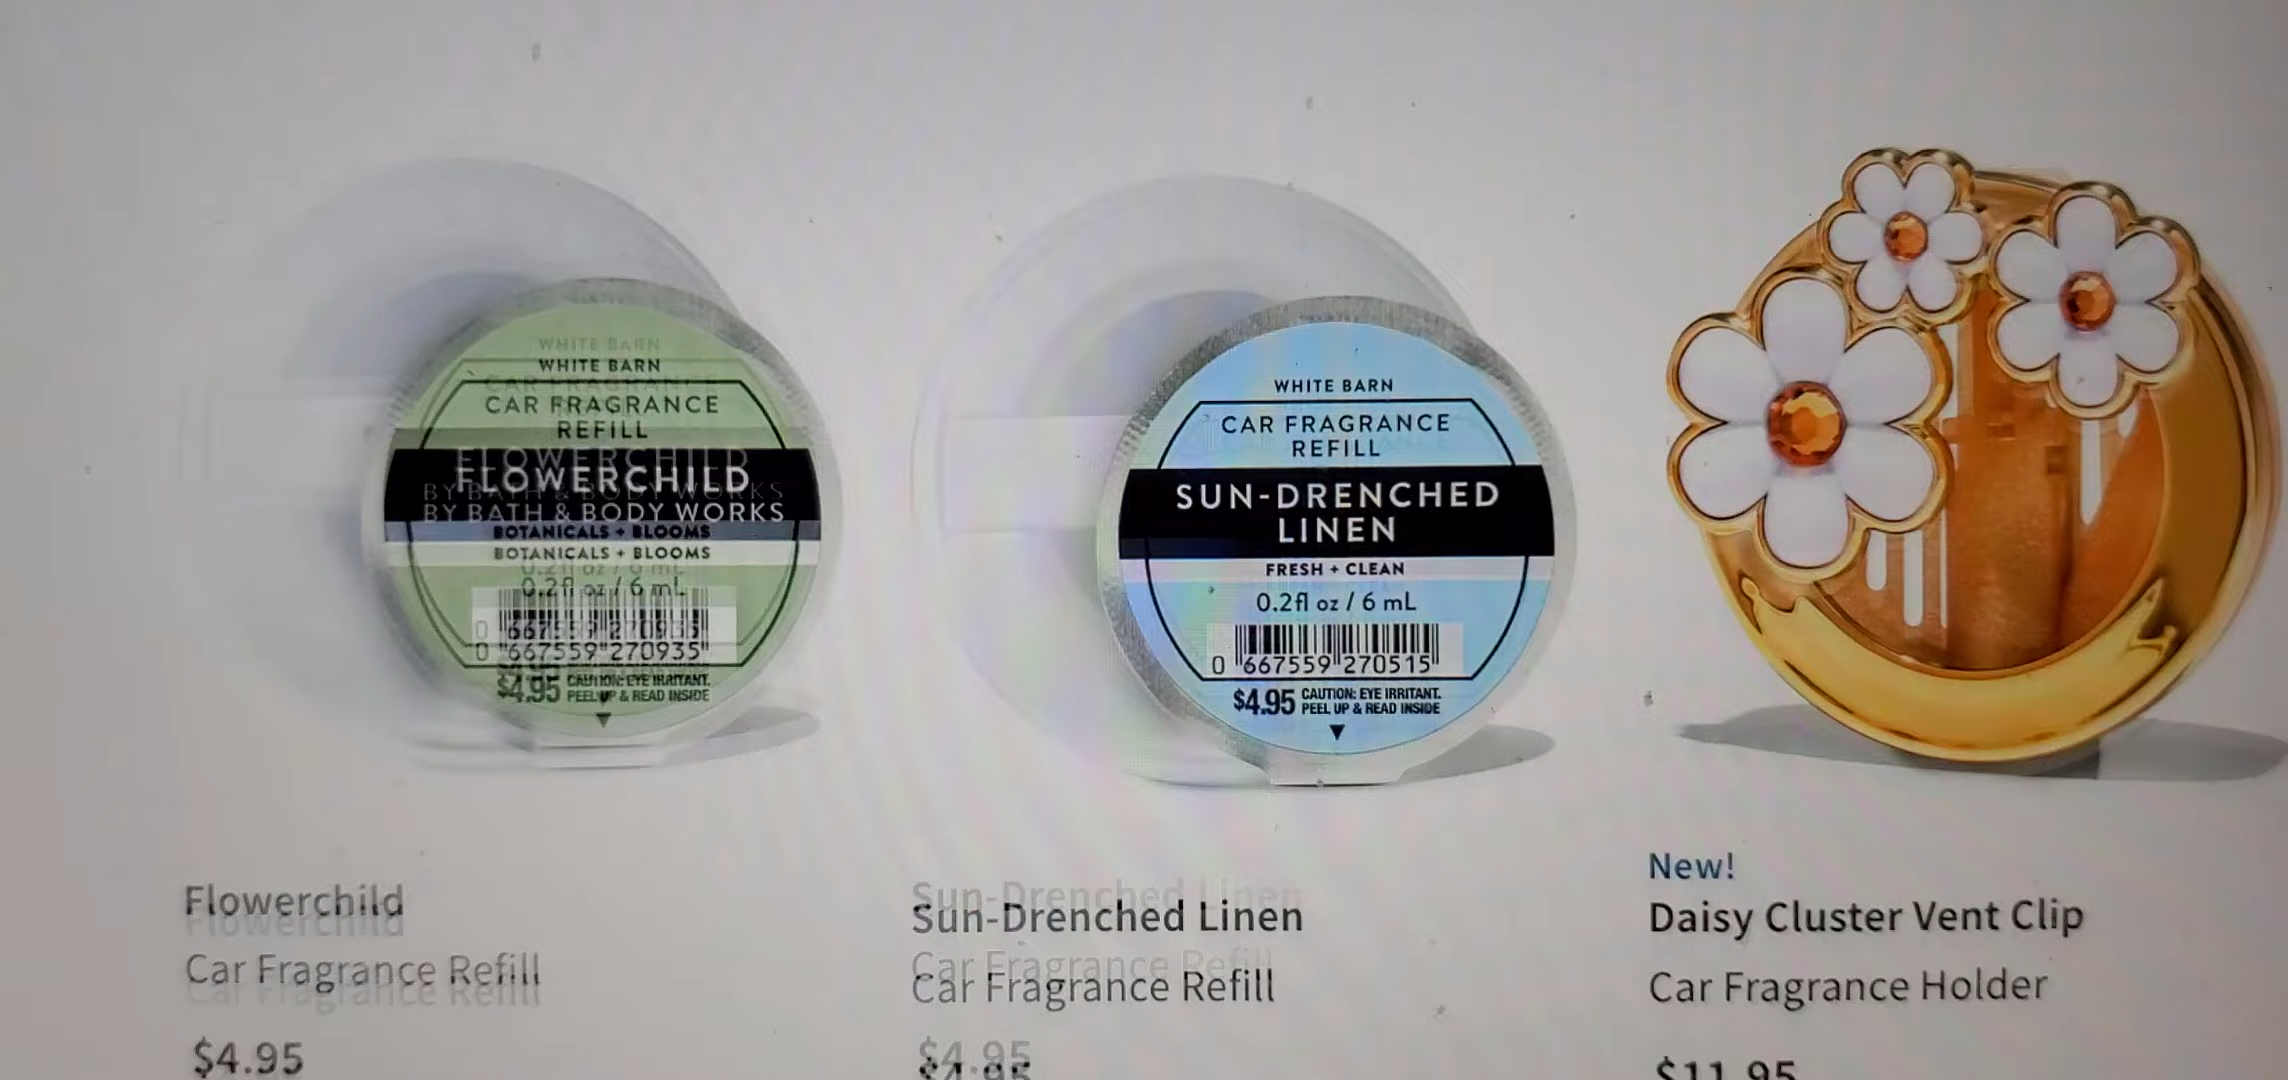 WHITE BARN
CAR FRAGRANCE
REFILL
FLOWERCHILD
BY BATH & BODY WORKS
BOTANICALS + BLOOMS
0.2fl oz / 6 mL
0 667559 270935
$4.95 CAUTION: EYE IRRITANT.
PEEL UP & READ INSIDE
WHITE BARN
CAR FRAGRANCE
REFILL
SUN-DRENCHED
LINEN
FRESH + CLEAN
0.2fl oz / 6 mL
0 667559 270515
$4.95 CAUTION: EYE IRRITANT.
PEEL UP & READ INSIDE
Flowerchild
Car Fragrance Refill
$4.95
Sun-Drenched Linen
Car Fragrance Refill
$4.95
New!
Daisy Cluster Vent Clip
Car Fragrance Holder
$11.95